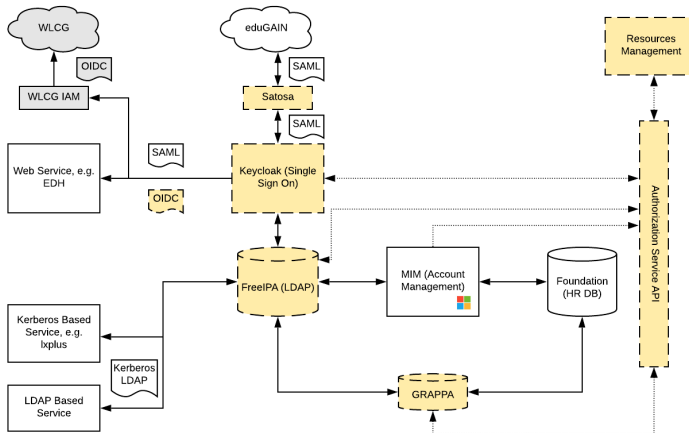 WLCG
eduGAIN
Resources
Management
OIDC
SAML
WLCG IAM
Satosa
SAML
SAML
Web Service, e.g.
EDH
Keycloak (Single
Sign On)
OIDC
Authorization Service API
FreeIPA (LDAP)
MIM (Account
Management)
Foundation
(HR DB)
Kerberos Based
Service, e.g.
lxplus
Kerberos
LDAP
GRAPPA
LDAP Based
Service